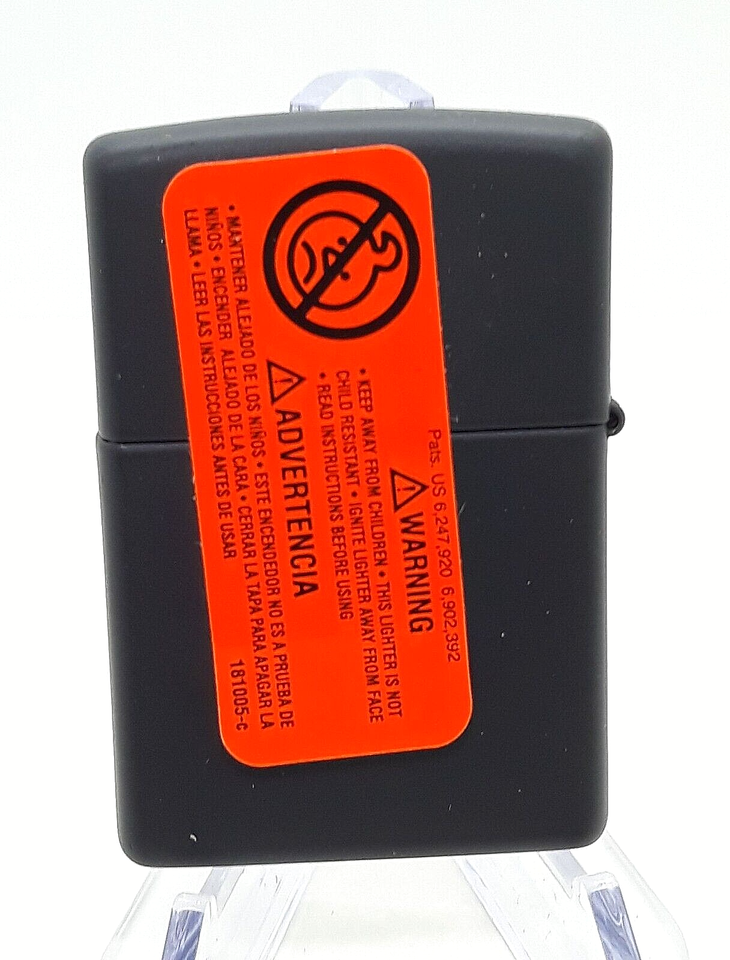 Pats. US 6,247,920  6,902,392
⚠WARNING
• KEEP AWAY FROM CHILDREN • THIS LIGHTER IS NOT
CHILD RESISTANT • IGNITE LIGHTER AWAY FROM FACE
• READ INSTRUCTIONS BEFORE USING
⚠ADVERTENCIA
• MANTENER ALEJADO DE LOS NIÑOS • ESTE ENCENDEDOR NO ES A PRUEBA DE
NIÑOS • ENCENDER ALEJADO DE LA CARA • CERRAR LA TAPA PARA APAGAR LA
LLAMA • LEER LAS INSTRUCCIONES ANTES DE USAR
181005-c